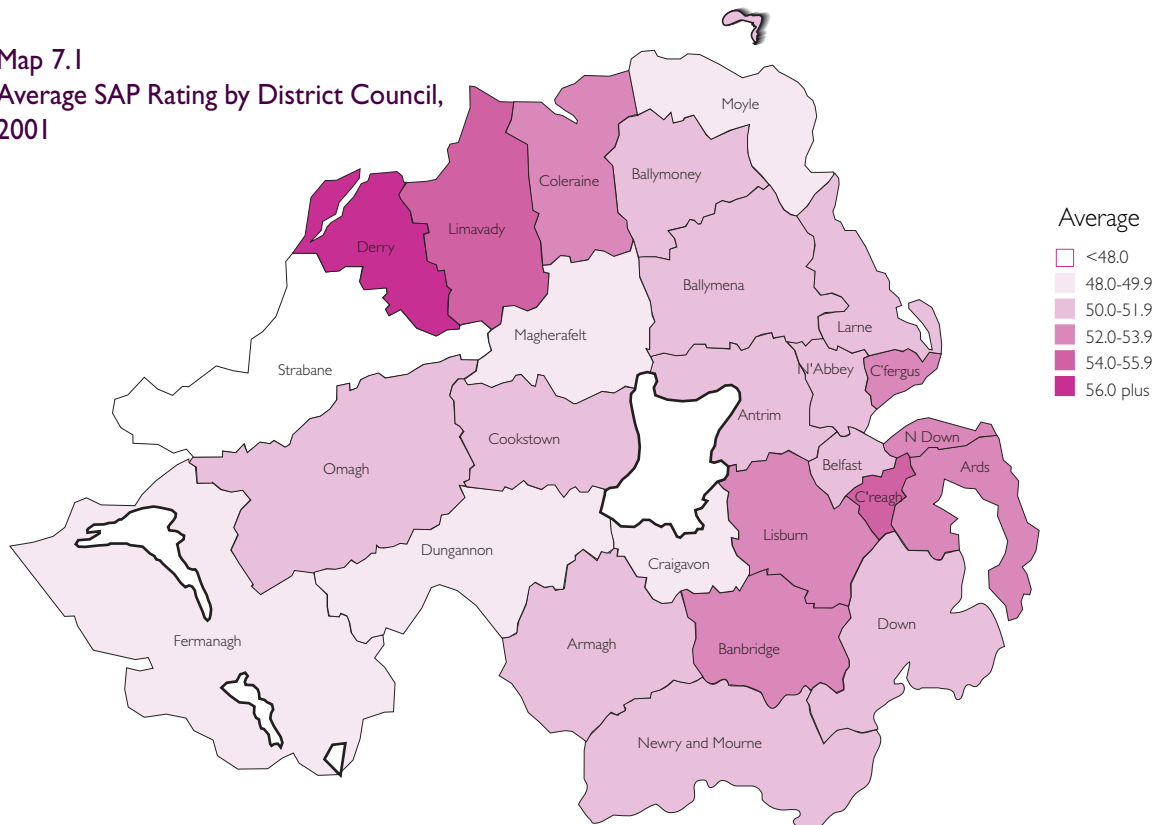 Map 7.1
Average SAP Rating by District Council,
2001
Moyle
Ballymoney
Coleraine
Limavady
Derry
Ballymena
Larne
Magherafelt
Strabane
N'Abbey
C'fergus
Antrim
Cookstown
Omagh
Belfast
N Down
Ards
C'reagh
Lisburn
Dungannon
Craigavon
Down
Fermanagh
Armagh
Banbridge
Newry and Mourne
Average
<48.0
48.0-49.9
50.0-51.9
52.0-53.9
54.0-55.9
56.0 plus